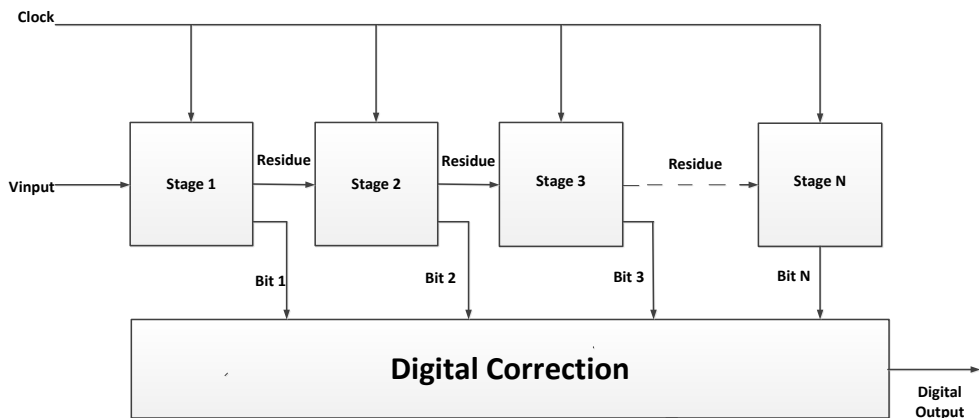 Clock
Residue
Residue
Residue
Vinput
Stage 1
Stage 2
Stage 3
Stage N
Bit 1
Bit 2
Bit 3
Bit N
Digital Correction
Digital
Output